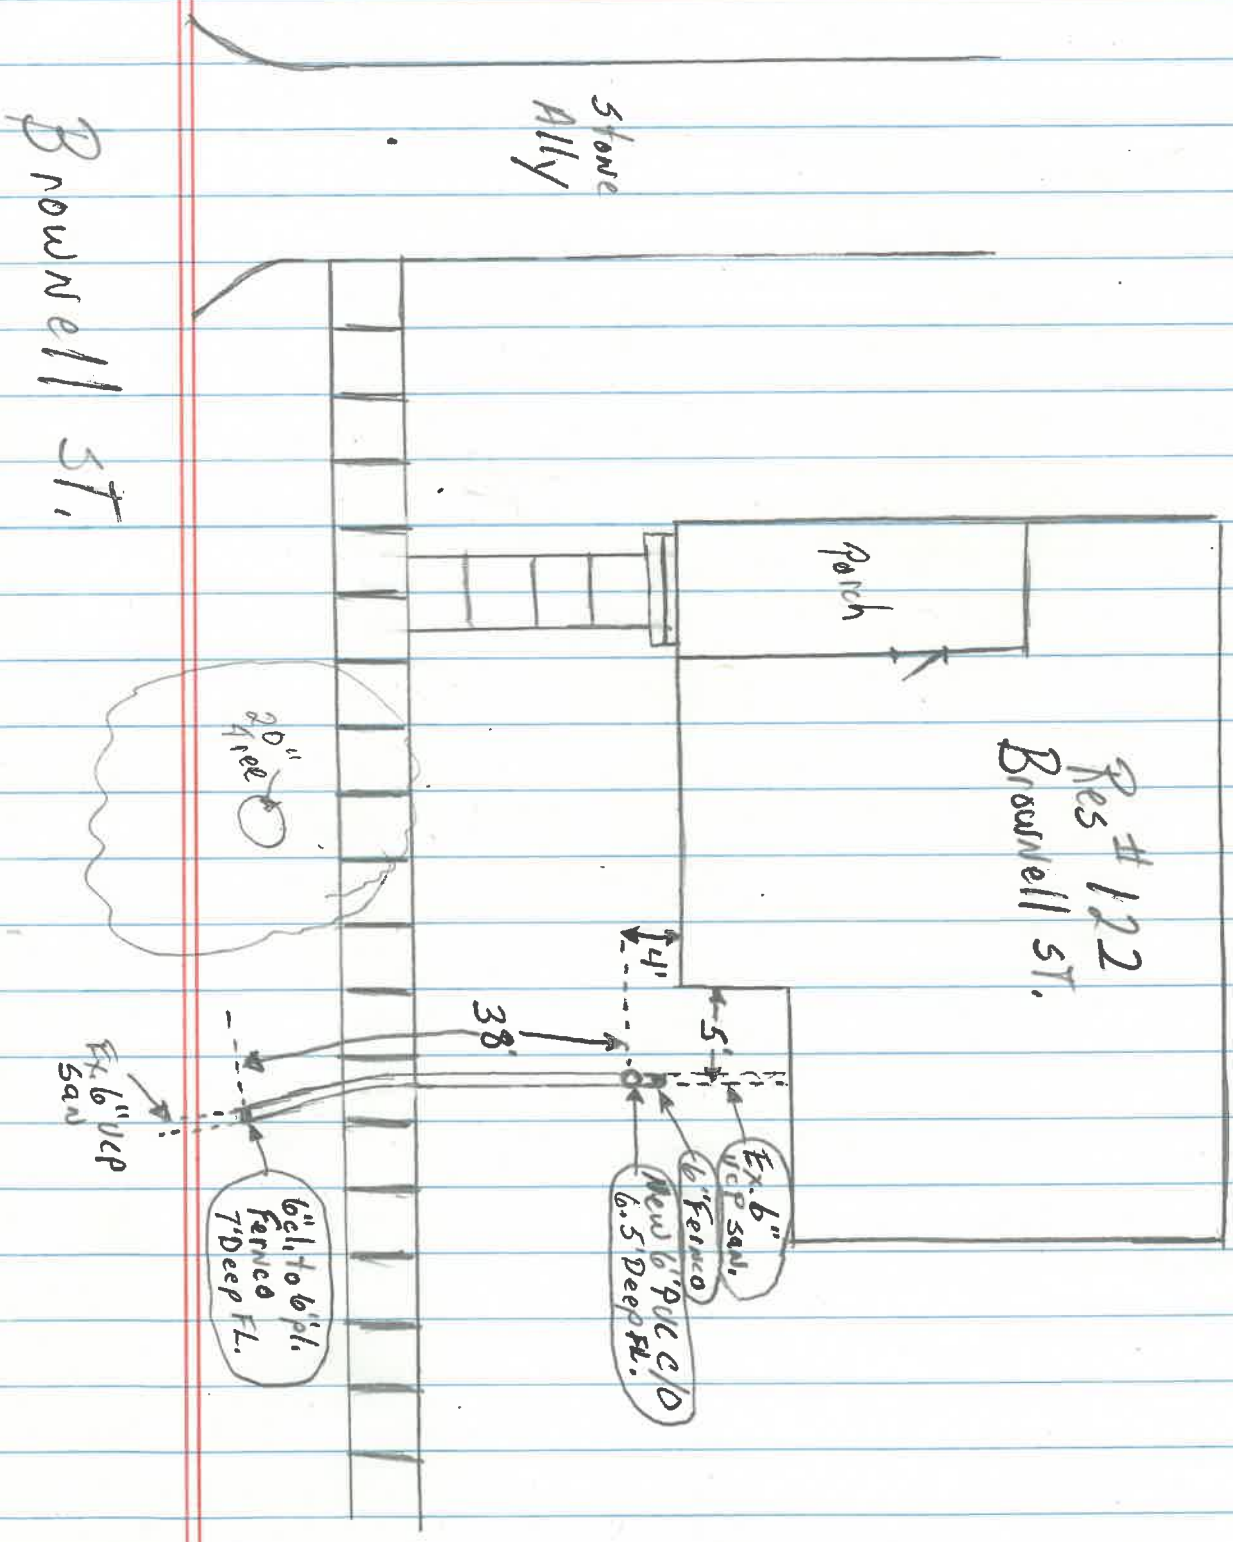 Stone
Ally
Porch
Res # 122
Brownell ST.
20"
Tree
4'
5'
38'
Ex. 6"
VCP san.
6" Fernco
New 6" PVC C/O
6.5' Deep FL.
6" cl. to 6" pl.
Fernco
7' Deep FL.
Ex. 6" VCP
san
Brownell ST.